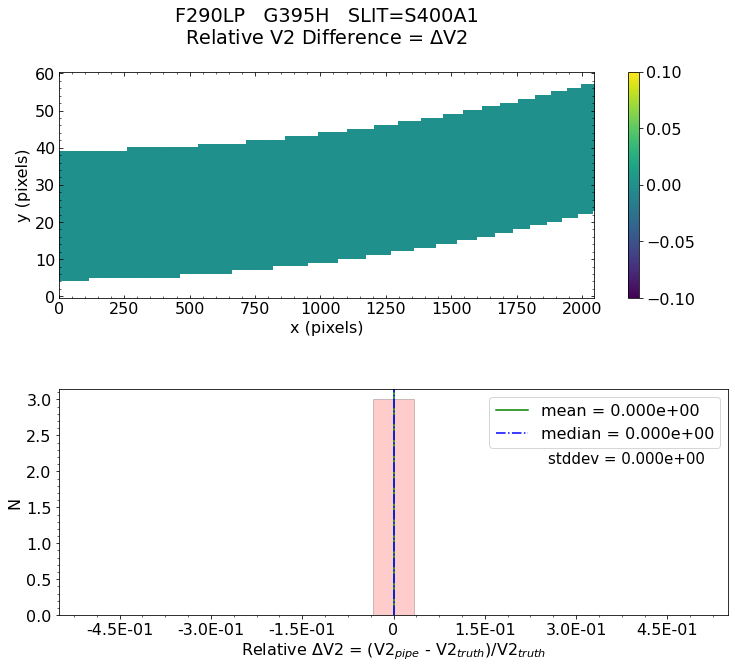 F290LP   G395H   SLIT=S400A1
Relative V2 Difference = ΔV2
60
50
40
30
20
10
0
y (pixels)
0 250 500 750 1000 1250 1500 1750 2000
x (pixels)
0.10
0.05
0.00
−0.05
−0.10
3.0
2.5
2.0
1.5
1.0
0.5
0.0
N
mean = 0.000e+00
median = 0.000e+00
stddev = 0.000e+00
-4.5E-01 -3.0E-01 -1.5E-01 0 1.5E-01 3.0E-01 4.5E-01
Relative ΔV2 = (V2pipe - V2truth)/V2truth